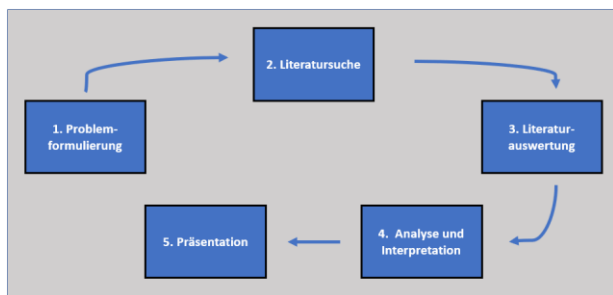 1. Problem-
formulierung
2. Literatursuche
3. Literatur-
auswertung
4. Analyse und
Interpretation
5. Präsentation